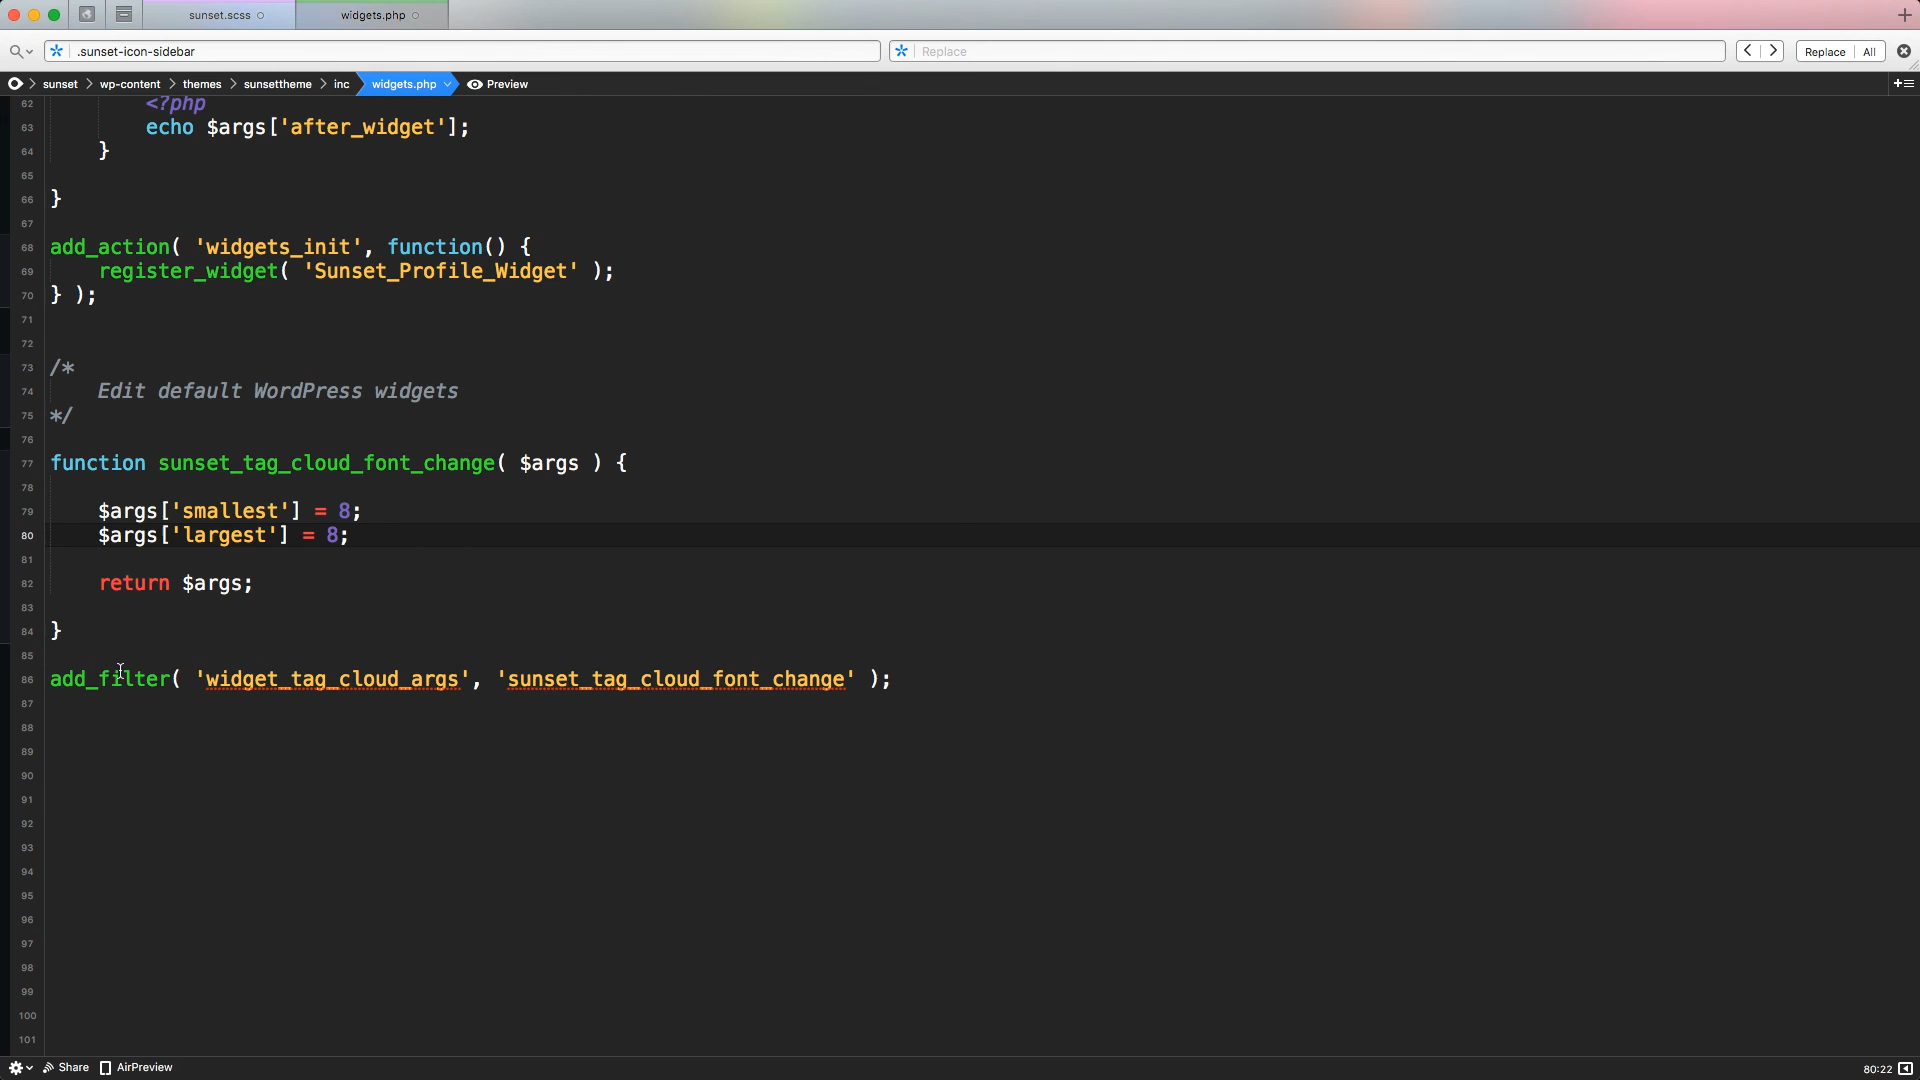 sunset.scss
widgets.php
.sunset-icon-sidebar
Replace
Replace All
sunset wp-content themes sunsettheme inc widgets.php Preview
62 <?php
63 echo $args['after_widget'];
64 }
65
66 }
67
68 add_action( 'widgets_init', function() {
69 register_widget( 'Sunset_Profile_Widget' );
70 } );
71
72
73 /*
74 Edit default WordPress widgets
75 */
76
77 function sunset_tag_cloud_font_change( $args ) {
78
79 $args['smallest'] = 8;
80 $args['largest'] = 8;
81
82 return $args;
83
84 }
85
86 add_filter( 'widget_tag_cloud_args', 'sunset_tag_cloud_font_change' );
87
88
89
90
91
92
93
94
95
96
97
98
99
100
101
Share AirPreview
80:22